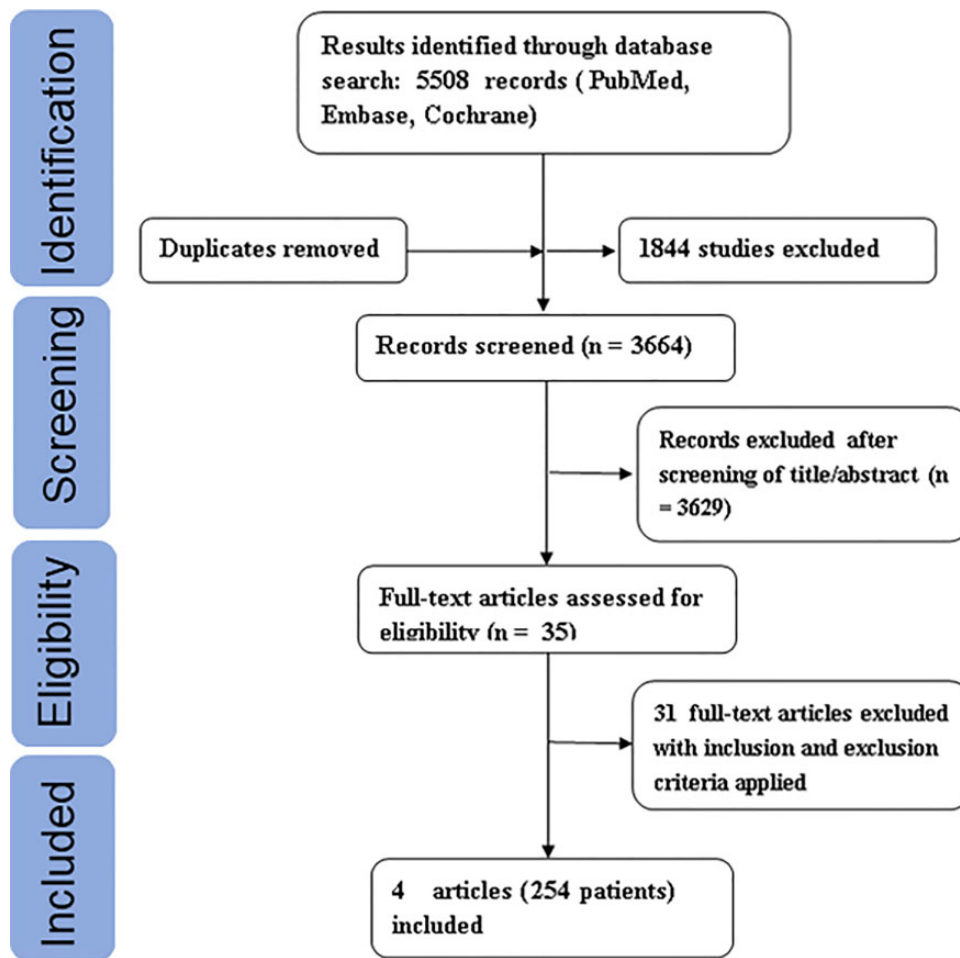 Identification
Results identified through database
search: 5508 records ( PubMed,
Embase, Cochrane)
Duplicates removed
1844 studies excluded
Screening
Records screened (n = 3664)
Records excluded after
screening of title/abstract (n
= 3629)
Eligibility
Full-text articles assessed for
eligibility (n = 35)
31 full-text articles excluded
with inclusion and exclusion
criteria applied
Included
4 articles (254 patients)
included